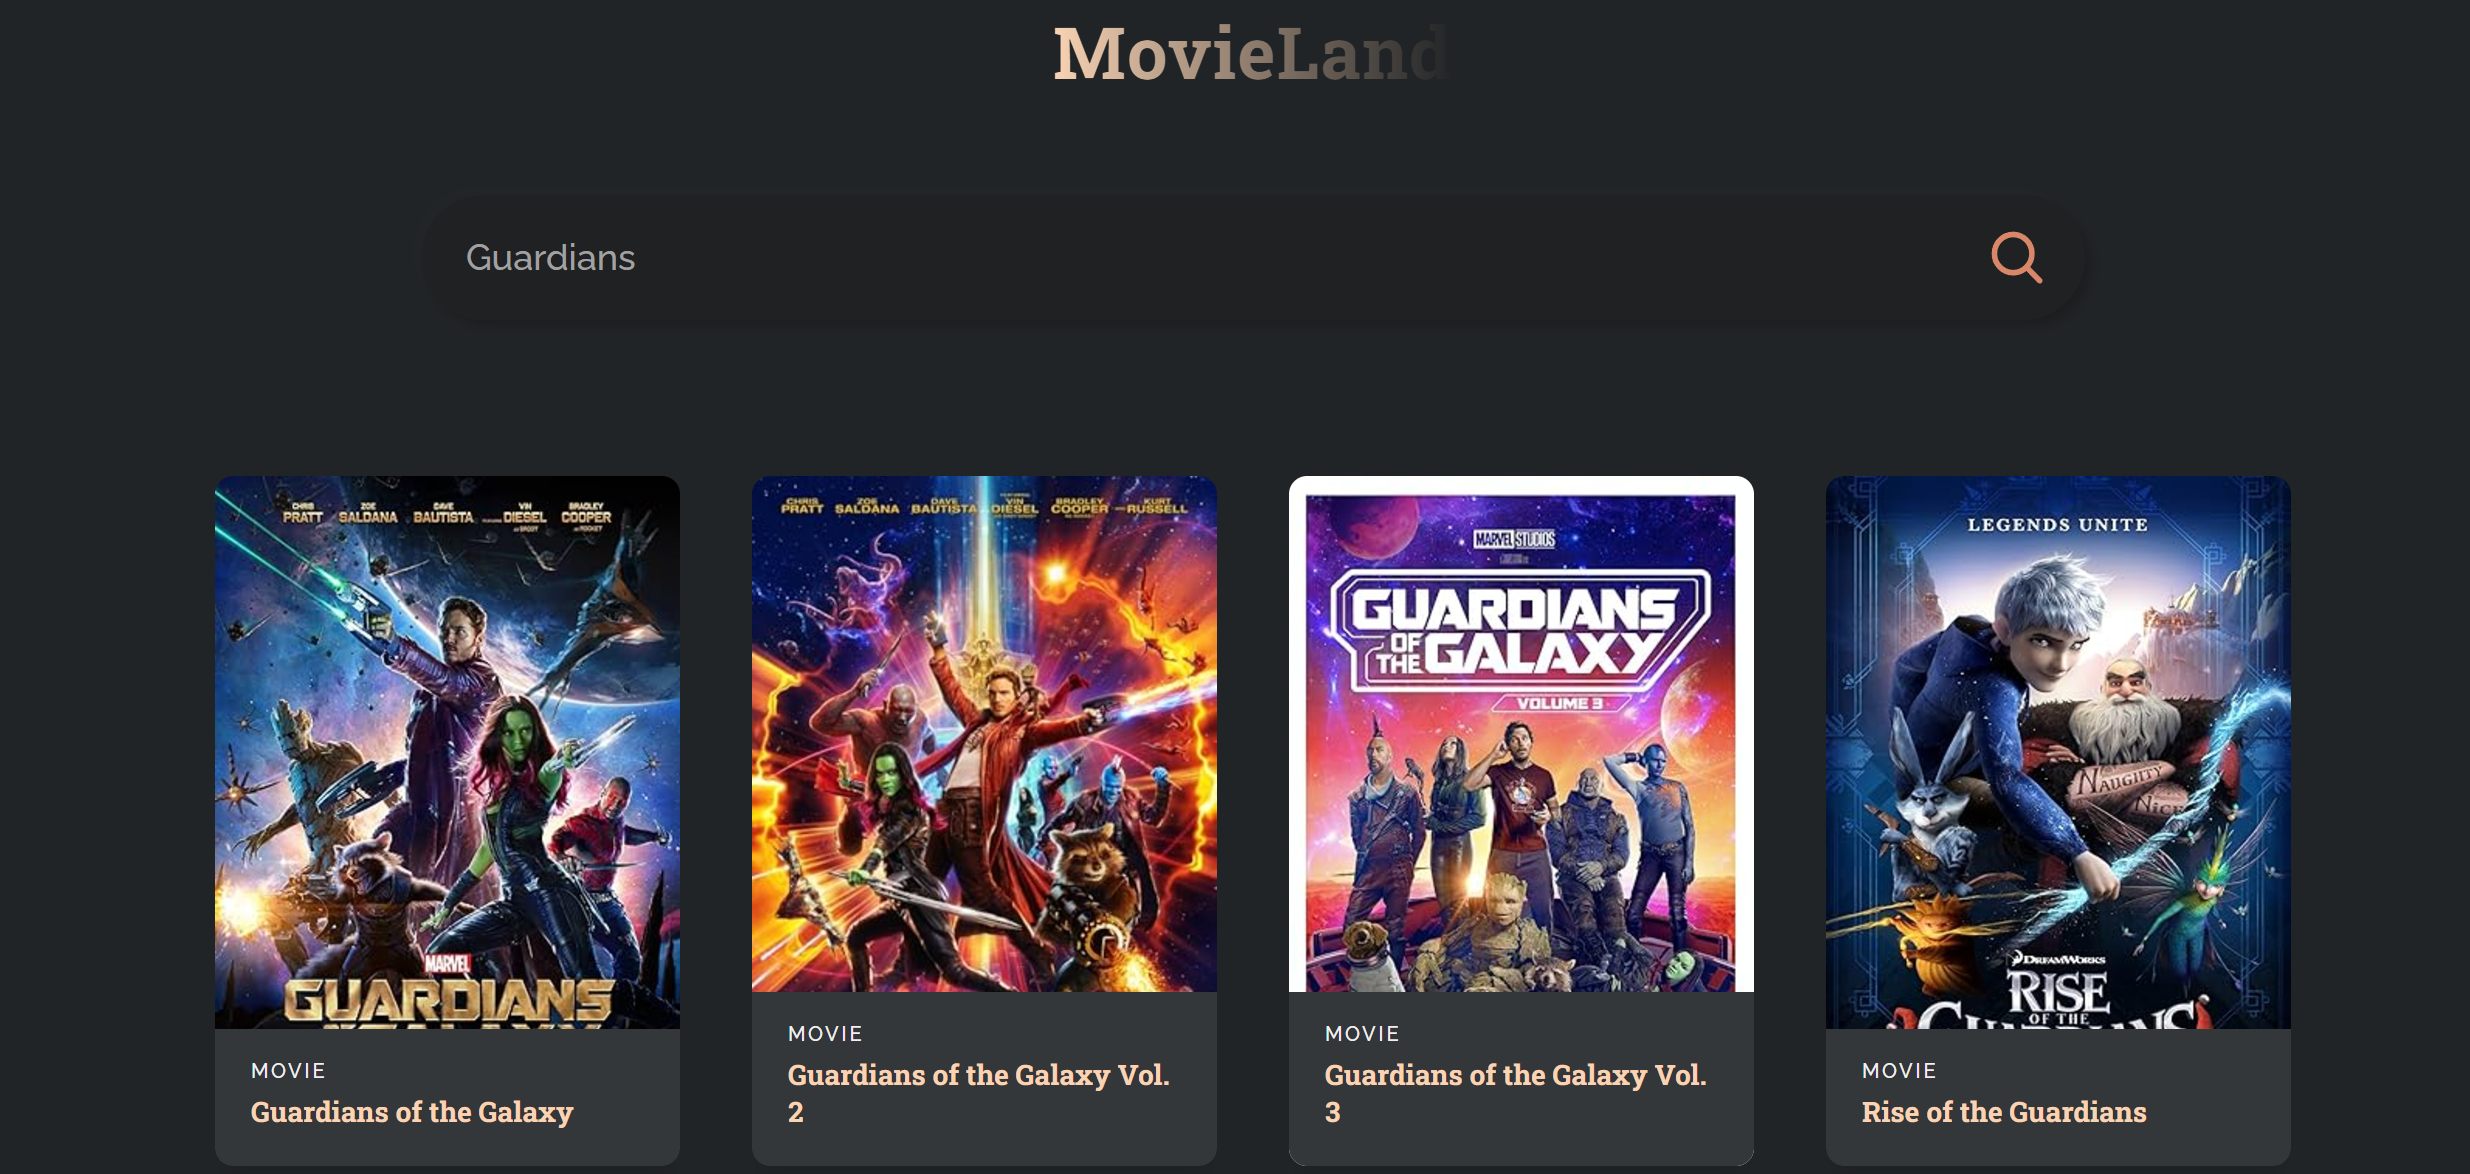 MovieLand
Guardians
CHRIS PRATT ZOE SALDANA DAVE BAUTISTA VIN DIESEL BRADLEY COOPER
MARVEL
GUARDIANS
MOVIE
Guardians of the Galaxy
CHRIS PRATT ZOE SALDANA DAVE BAUTISTA VIN DIESEL BRADLEY COOPER KURT RUSSELL
MOVIE
Guardians of the Galaxy Vol.
2
MARVEL STUDIOS
GUARDIANS
OF
THE GALAXY
VOLUME 3
MOVIE
Guardians of the Galaxy Vol.
3
LEGENDS UNITE
NAUGHTY
NICE
DREAMWORKS
RISE
OF THE
GUARDIANS
MOVIE
Rise of the Guardians